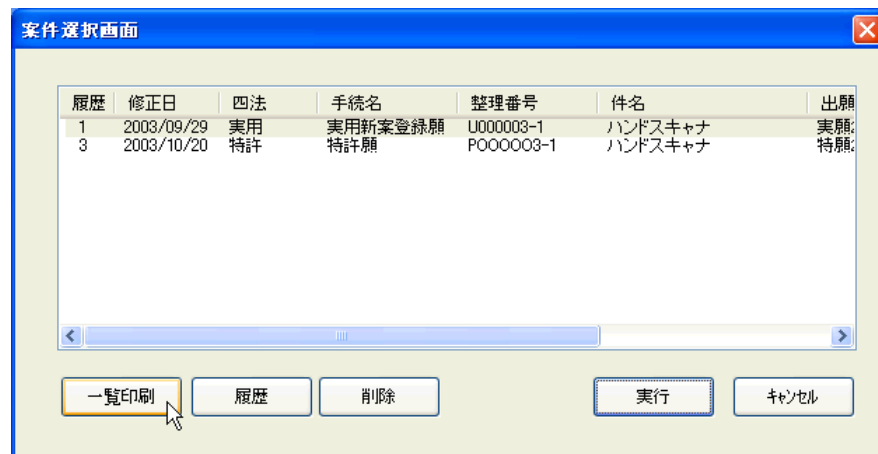 案件選択画面
履歴 修正日 四法 手続名 整理番号 件名 出願
1 2003/09/29 実用 実用新案登録願 U000003-1 ハンドスキャナ 実願2
3 2003/10/20 特許 特許願 P000003-1 ハンドスキャナ 特願2
一覧印刷 履歴 削除 実行 ｷｬﾝｾﾙ